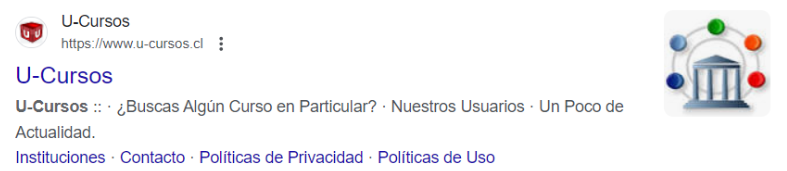 U-Cursos
https://www.u-cursos.cl
U-Cursos
U-Cursos :: · ¿Buscas Algún Curso en Particular? · Nuestros Usuarios · Un Poco de
Actualidad.
Instituciones · Contacto · Políticas de Privacidad · Políticas de Uso